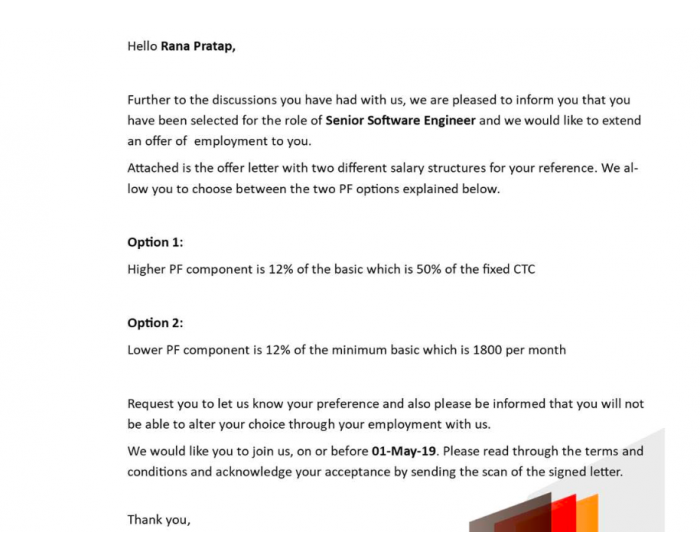 Hello Rana Pratap,
Further to the discussions you have had with us, we are pleased to inform you that you
have been selected for the role of Senior Software Engineer and we would like to extend
an offer of employment to you.
Attached is the offer letter with two different salary structures for your reference. We al-
low you to choose between the two PF options explained below.
Option 1:
Higher PF component is 12% of the basic which is 50% of the fixed CTC
Option 2:
Lower PF component is 12% of the minimum basic which is 1800 per month
Request you to let us know your preference and also please be informed that you will not
be able to alter your choice through your employment with us.
We would like you to join us, on or before 01-May-19. Please read through the terms and
conditions and acknowledge your acceptance by sending the scan of the signed letter.
Thank you,